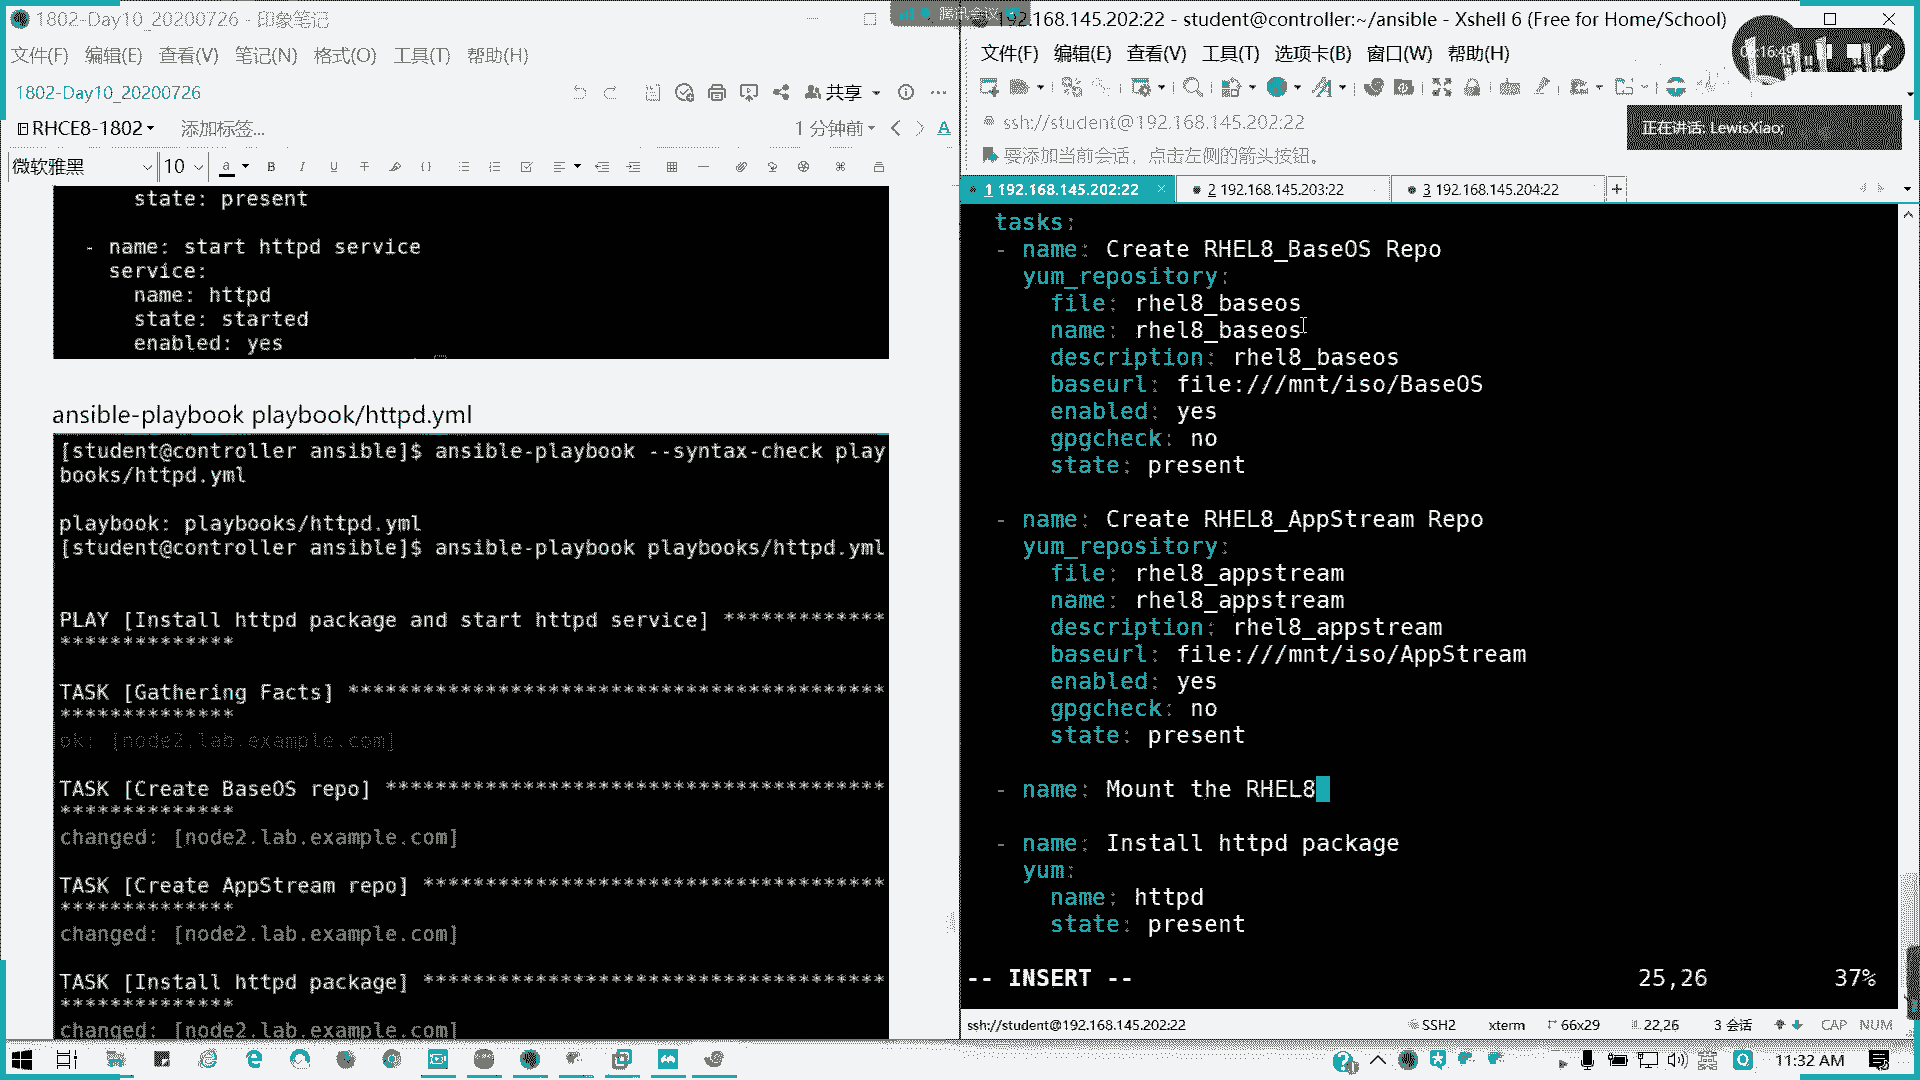 1802-Day10_20200726 - 印象笔记
文件(F) 编辑(E) 查看(V) 笔记(N) 格式(O) 工具(T) 帮助(H)
1802-Day10_20200726
共享
RHCE8-1802
添加标签...
1 分钟前
微软雅黑
10
state: present
- name: start httpd service
service:
name: httpd
state: started
enabled: yes
ansible-playbook playbook/httpd.yml
[student@controller ansible]$ ansible-playbook --syntax-check play
books/httpd.yml
playbook: playbooks/httpd.yml
[student@controller ansible]$ ansible-playbook playbooks/httpd.yml
PLAY [Install httpd package and start httpd service] *************
**************
TASK [Gathering Facts] *******************************************
**************
ok: [node2.lab.example.com]
TASK [Create BaseOS repo] ****************************************
**************
changed: [node2.lab.example.com]
TASK [Create AppStream repo] *************************************
**************
changed: [node2.lab.example.com]
TASK [Install httpd package] *************************************
**************
changed: [node2.lab.example.com]
腾讯会议
192.168.145.202:22 - student@controller:~/ansible - Xshell 6 (Free for Home/School)
文件(F) 编辑(E) 查看(V) 工具(T) 选项卡(B) 窗口(W) 帮助(H)
ssh://student@192.168.145.202:22
正在讲话: LewisXiao;
要添加当前会话，点击左侧的箭头按钮。
1 192.168.145.202:22
2 192.168.145.203:22
3 192.168.145.204:22
tasks:
- name: Create RHEL8_BaseOS Repo
yum_repository:
file: rhel8_baseos
name: rhel8_baseos
description: rhel8_baseos
baseurl: file:///mnt/iso/BaseOS
enabled: yes
gpgcheck: no
state: present
- name: Create RHEL8_AppStream Repo
yum_repository:
file: rhel8_appstream
name: rhel8_appstream
description: rhel8_appstream
baseurl: file:///mnt/iso/AppStream
enabled: yes
gpgcheck: no
state: present
- name: Mount the RHEL8
- name: Install httpd package
yum:
name: httpd
state: present
-- INSERT --
25,26
37%
ssh://student@192.168.145.202:22
SSH2
xterm
66x29
22,26
3 会话
CAP NUM
11:32 AM